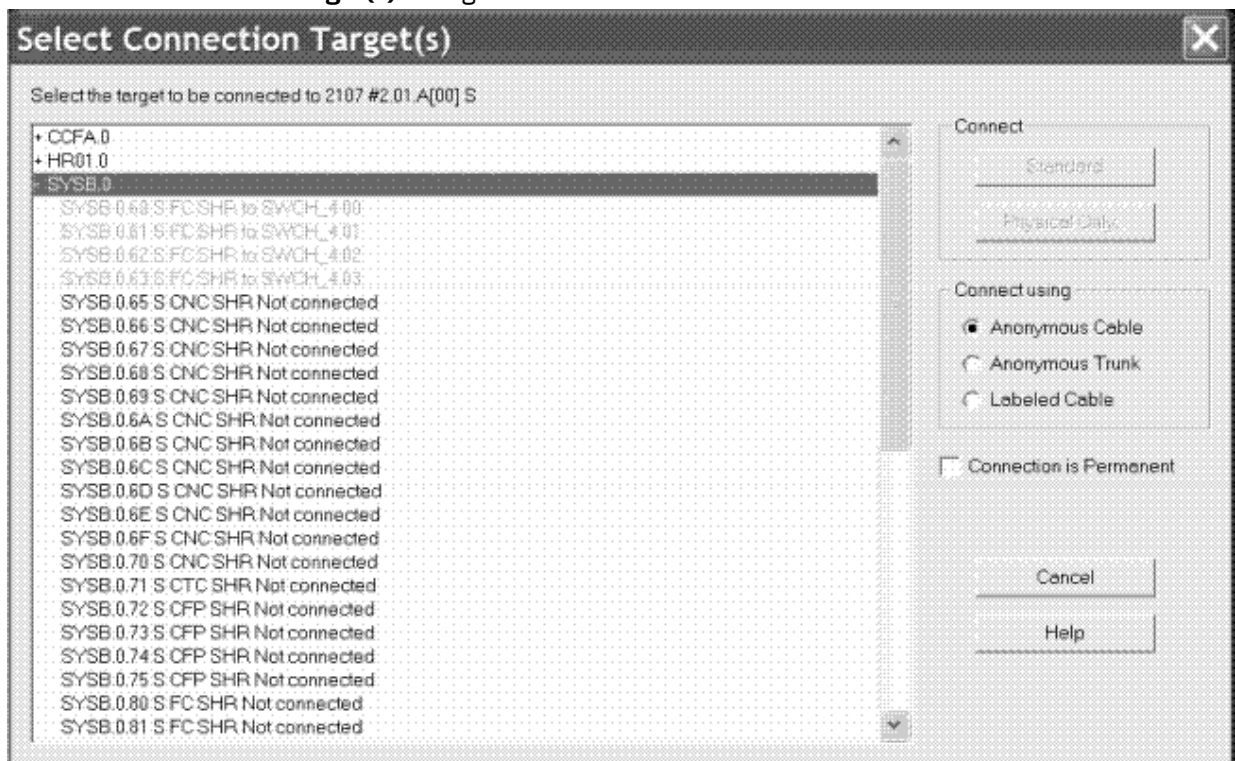 Select Connection Target(s)
Select the target to be connected to 2107 #2.01.A[00] S
+ CCFA.0
+ HR01.0
- SYSB.0
SYSB.0.60 S FC SHR to SWCH_4.00
SYSB.0.61 S FC SHR to SWCH_4.01
SYSB.0.62 S FC SHR to SWCH_4.02
SYSB.0.63 S FC SHR to SWCH_4.03
SYSB.0.65 S CNC SHR Not connected
SYSB.0.66 S CNC SHR Not connected
SYSB.0.67 S CNC SHR Not connected
SYSB.0.68 S CNC SHR Not connected
SYSB.0.69 S CNC SHR Not connected
SYSB.0.6A S CNC SHR Not connected
SYSB.0.6B S CNC SHR Not connected
SYSB.0.6C S CNC SHR Not connected
SYSB.0.6D S CNC SHR Not connected
SYSB.0.6E S CNC SHR Not connected
SYSB.0.6F S CNC SHR Not connected
SYSB.0.70 S CNC SHR Not connected
SYSB.0.71 S CTC SHR Not connected
SYSB.0.72 S CFP SHR Not connected
SYSB.0.73 S CFP SHR Not connected
SYSB.0.74 S CFP SHR Not connected
SYSB.0.75 S CFP SHR Not connected
SYSB.0.80 S FC SHR Not connected
SYSB.0.81 S FC SHR Not connected
Connect
Standard
Physical Only
Connect using
Anonymous Cable
Anonymous Trunk
Labeled Cable
Connection is Permanent
Cancel
Help